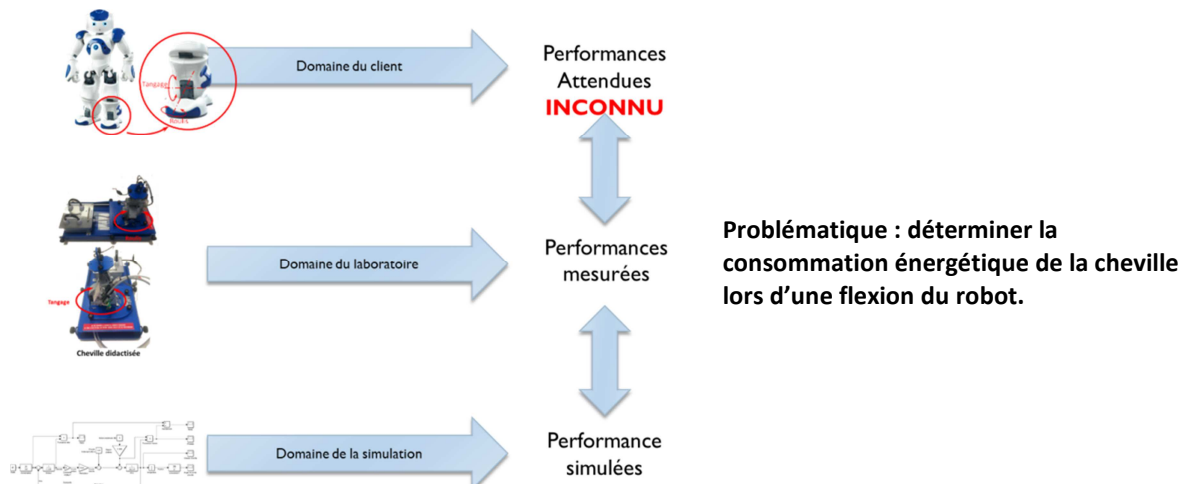 Tangage
Roulis
Domaine du client
Performances
Attendues
INCONNU
Domaine du laboratoire
Performances
mesurées
Tangage
Cheville didactisée
Domaine de la simulation
Performance
simulées
Problématique : déterminer la
consommation énergétique de la cheville
lors d’une flexion du robot.